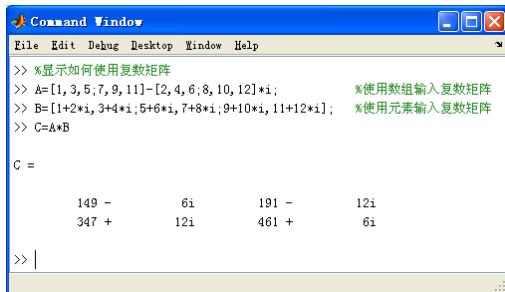 Command Window
File Edit Debug Desktop Window Help
>> %显示如何使用复数矩阵
>> A=[1,3,5;7,9,11]-[2,4,6;8,10,12]*i; %使用数组输入复数矩阵
>> B=[1+2*i,3+4*i;5+6*i,7+8*i;9+10*i,11+12*i]; %使用元素输入复数矩阵
>> C=A*B
C =
149 - 6i 191 - 12i
347 + 12i 461 + 6i
>>